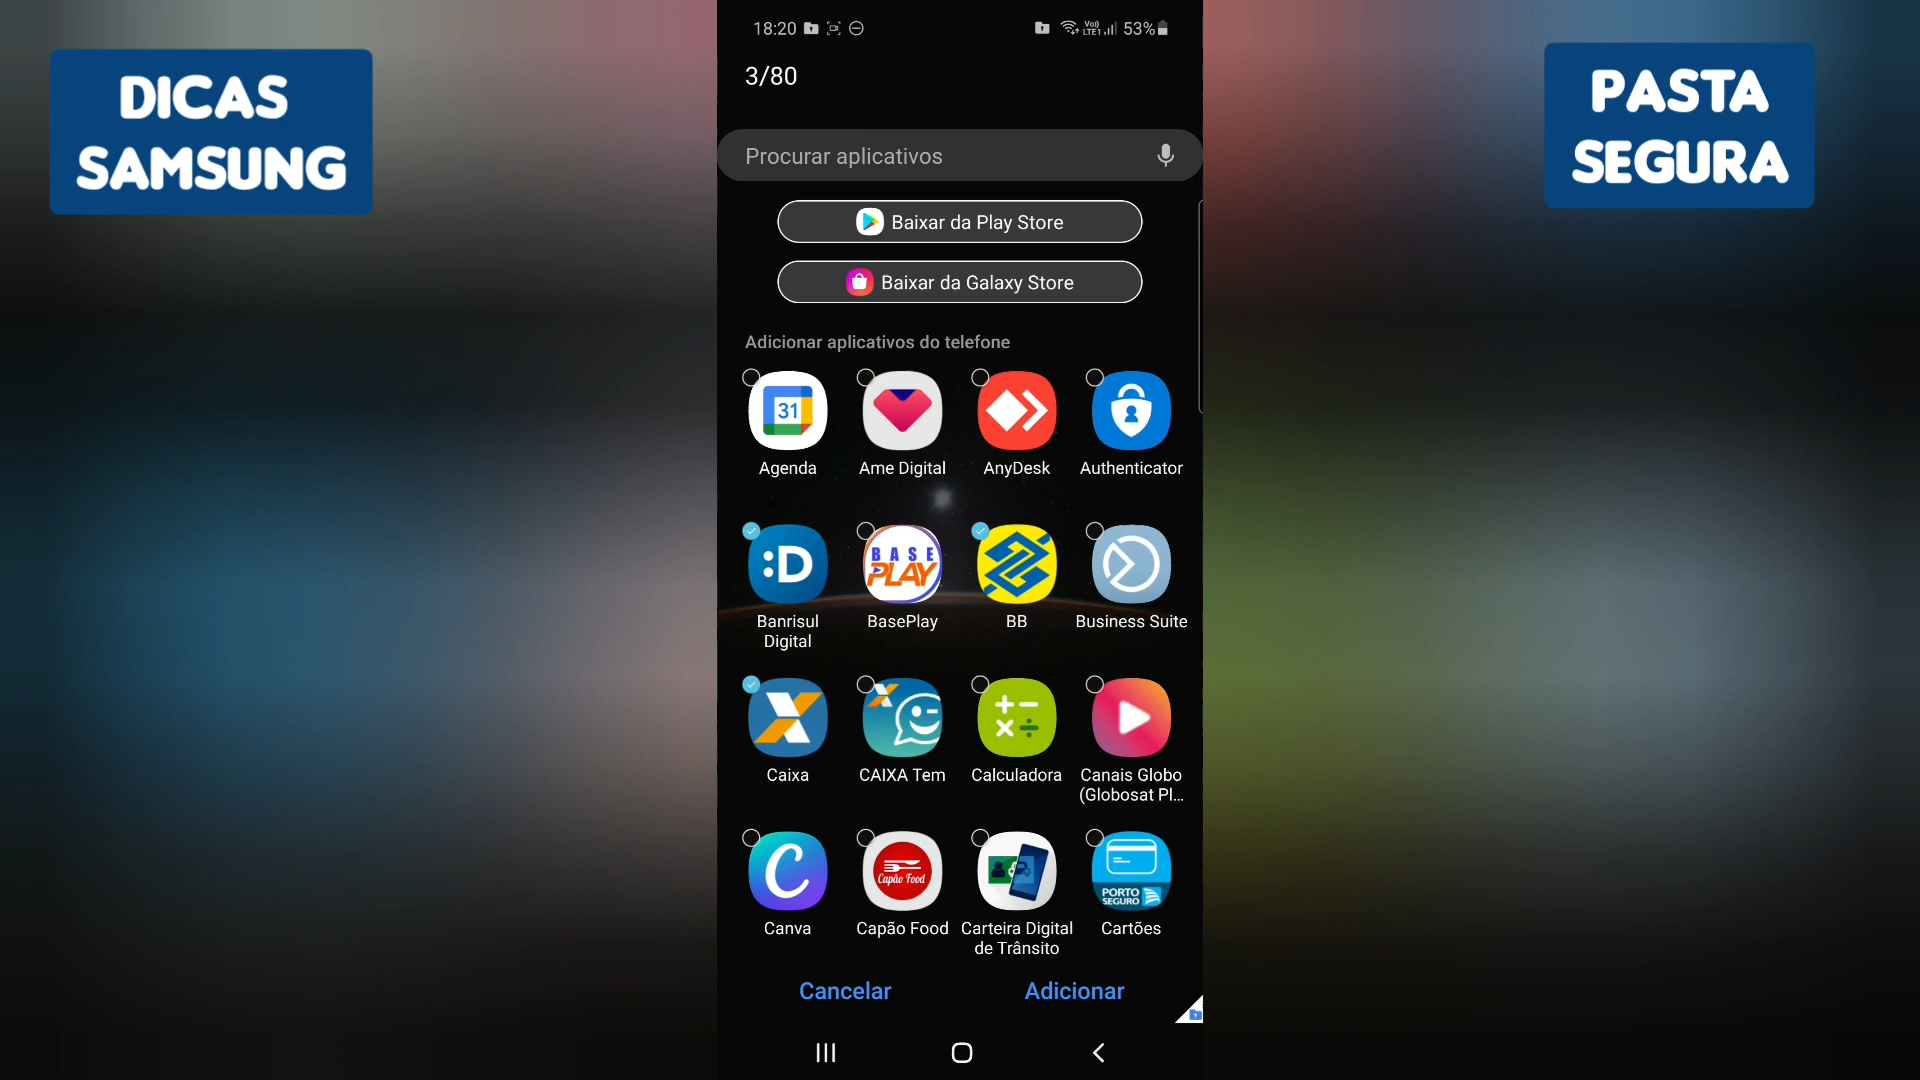 DICAS
SAMSUNG
PASTA
SEGURA
18:20
Vo)) LTE1
53%
3/80
Procurar aplicativos
Baixar da Play Store
Baixar da Galaxy Store
Adicionar aplicativos do telefone
31
Agenda
Ame Digital
AnyDesk
Authenticator
:D
BASE
PLAY
Banrisul
Digital
BasePlay
BB
Business Suite
Caixa
CAIXA Tem
Calculadora
Canais Globo
(Globosat Pl...
C
Capão Food
PORTO
SEGURO
Canva
Capão Food
Carteira Digital
de Trânsito
Cartões
Cancelar
Adicionar